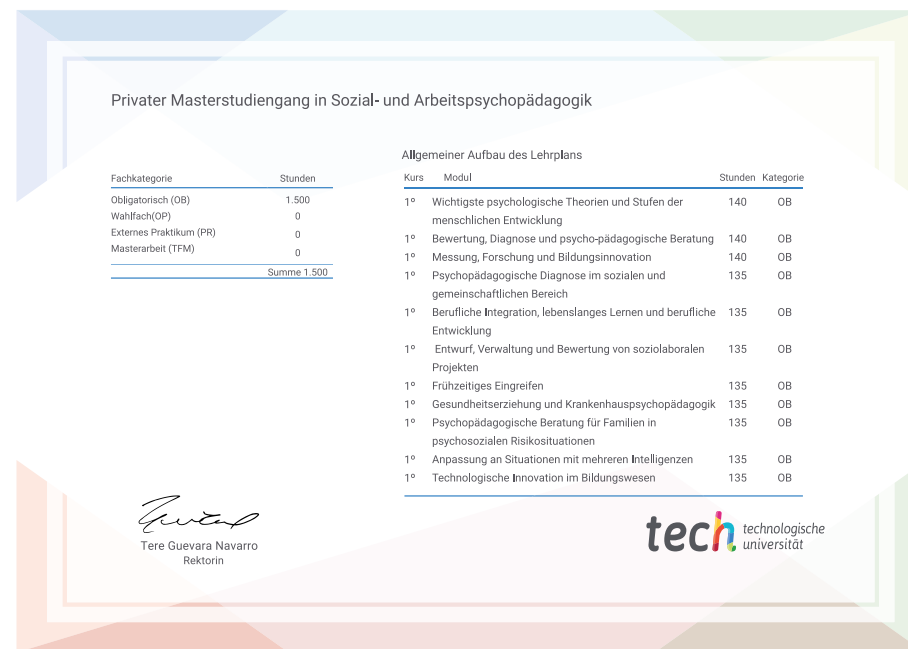 Privater Masterstudiengang in Sozial- und Arbeitspsychopädagogik
Fachkategorie Stunden
Obligatorisch (OB) 1.500
Wahlfach(OP) 0
Externes Praktikum (PR) 0
Masterarbeit (TFM) 0
Summe 1.500
Allgemeiner Aufbau des Lehrplans
Kurs Modul Stunden Kategorie
1º Wichtigste psychologische Theorien und Stufen der 140 OB
menschlichen Entwicklung
1º Bewertung, Diagnose und psycho-pädagogische Beratung 140 OB
1º Messung, Forschung und Bildungsinnovation 140 OB
1º Psychopädagogische Diagnose im sozialen und 135 OB
gemeinschaftlichen Bereich
1º Berufliche Integration, lebenslanges Lernen und berufliche 135 OB
Entwicklung
1º Entwurf, Verwaltung und Bewertung von soziolaboralen 135 OB
Projekten
1º Frühzeitiges Eingreifen 135 OB
1º Gesundheitserziehung und Krankenhauspsychopädagogik 135 OB
1º Psychopädagogische Beratung für Familien in 135 OB
psychosozialen Risikosituationen
1º Anpassung an Situationen mit mehreren Intelligenzen 135 OB
1º Technologische Innovation im Bildungswesen 135 OB
Tere Guevara Navarro
Rektorin
tech technologische
universität